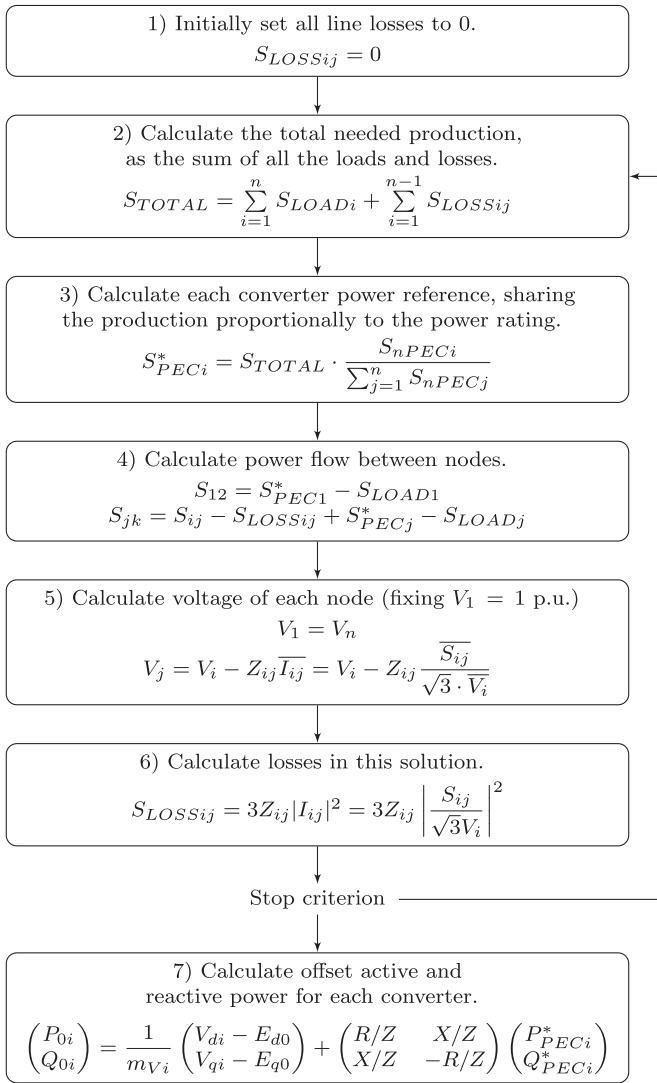 1) Initially set all line losses to 0.
$S_{LOSSij} = 0$
2) Calculate the total needed production,
as the sum of all the loads and losses.
$S_{TOTAL} = \sum_{i=1}^{n} S_{LOADi} + \sum_{i=1}^{n-1} S_{LOSSij}$
3) Calculate each converter power reference, sharing
the production proportionally to the power rating.
$S^*_{PECi} = S_{TOTAL} \cdot \frac{S_{nPECi}}{\sum_{j=1}^{n} S_{nPECj}}$
4) Calculate power flow between nodes.
$S_{12} = S^*_{PEC1} - S_{LOAD1}$
$S_{jk} = S_{ij} - S_{LOSSij} + S^*_{PECj} - S_{LOADj}$
5) Calculate voltage of each node (fixing $V_1 = 1$ p.u.)
$V_1 = V_n$
$V_j = V_i - Z_{ij}\overline{I_{ij}} = V_i - Z_{ij}\frac{\overline{S_{ij}}}{\sqrt{3} \cdot \overline{V_i}}$
6) Calculate losses in this solution.
$S_{LOSSij} = 3Z_{ij}|I_{ij}|^2 = 3Z_{ij}\left|\frac{S_{ij}}{\sqrt{3}V_i}\right|^2$
Stop criterion
7) Calculate offset active and
reactive power for each converter.
$\begin{pmatrix} P_{0i} \\ Q_{0i} \end{pmatrix} = \frac{1}{m_{Vi}} \begin{pmatrix} V_{di} - E_{d0} \\ V_{qi} - E_{q0} \end{pmatrix} + \begin{pmatrix} R/Z & X/Z \\ X/Z & -R/Z \end{pmatrix} \begin{pmatrix} P^*_{PECi} \\ Q^*_{PECi} \end{pmatrix}$